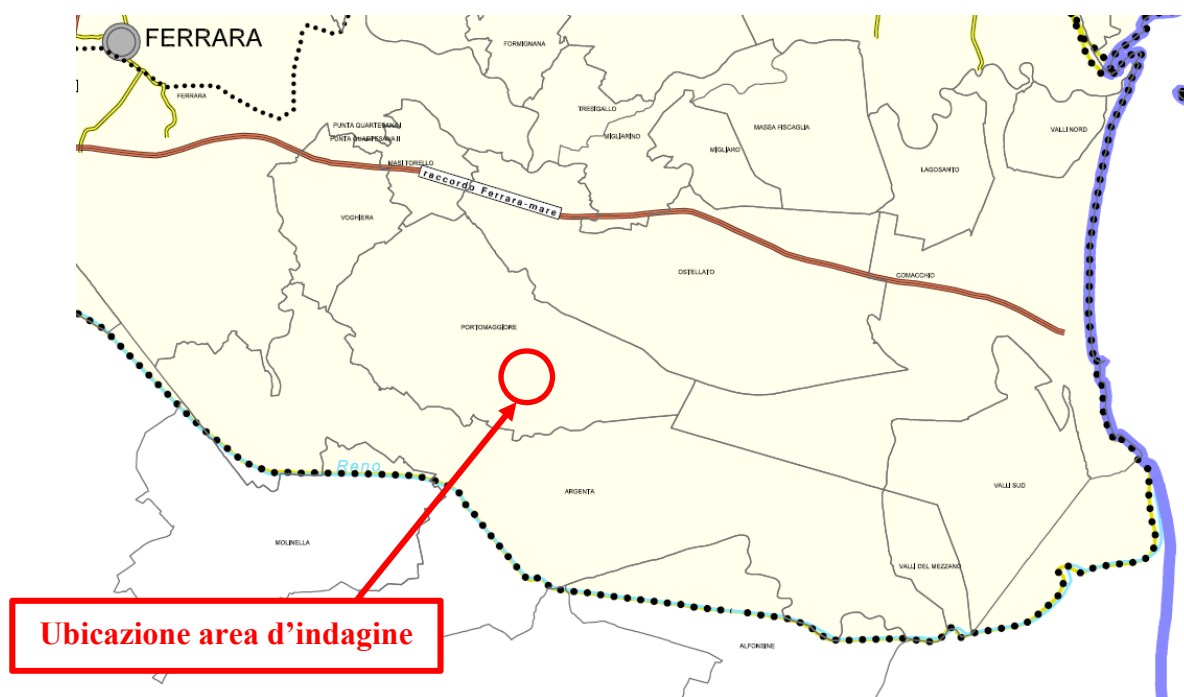 FERRARA
FORMIGNANA
FERRARA
TRESIGALLO
PUNTA QUARTESANA I
MASSA FISCAGLIA
VALLI NORD
PUNTA QUARTESANA II
MIGLIARINO
MIGLIARO
MASI TORELLO
LAGOSANTO
raccordo Ferrara-mare
VOGHIERA
OSTELLATO
COMACCHIO
PORTOMAGGIORE
Reno
ARGENTA
VALLI SUD
MOLINELLA
VALLI DEL MEZZANO
Ubicazione area d'indagine
ALFONSINE